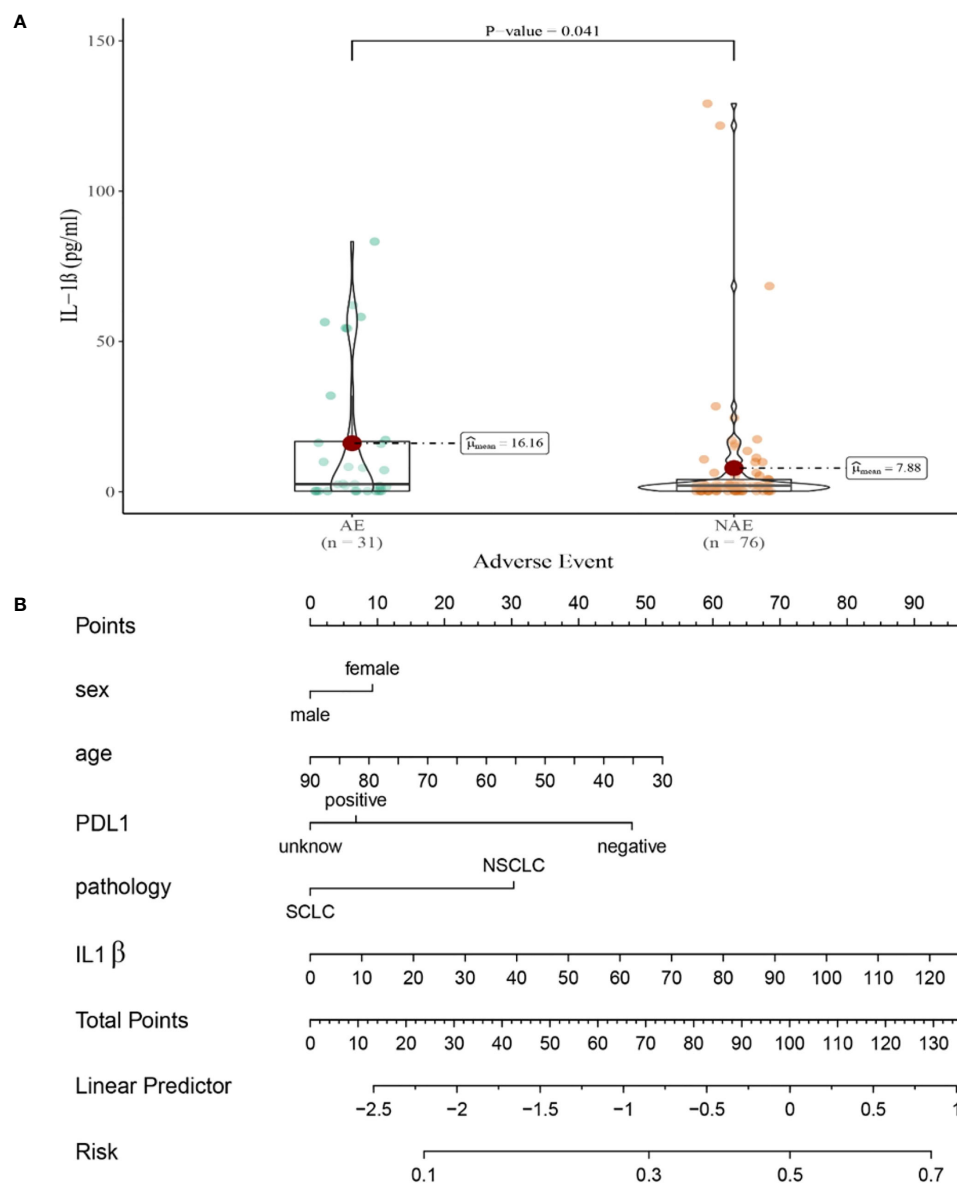 A
P-value - 0.041
150
100
50
0
IL-1ß (pg/ml)
μ̂mean = 16.16
μ̂mean = 7.88
AE
(n = 31)
NAE
(n = 76)
Adverse Event
B
Points
0 10 20 30 40 50 60 70 80 90
sex
female
male
age
90 80 70 60 50 40 30
PDL1
positive
unknow negative
pathology
NSCLC
SCLC
IL1 β
0 10 20 30 40 50 60 70 80 90 100 110 120
Total Points
0 10 20 30 40 50 60 70 80 90 100 110 120 130
Linear Predictor
−2.5 −2 −1.5 −1 −0.5 0 0.5 1
Risk
0.1 0.3 0.5 0.7